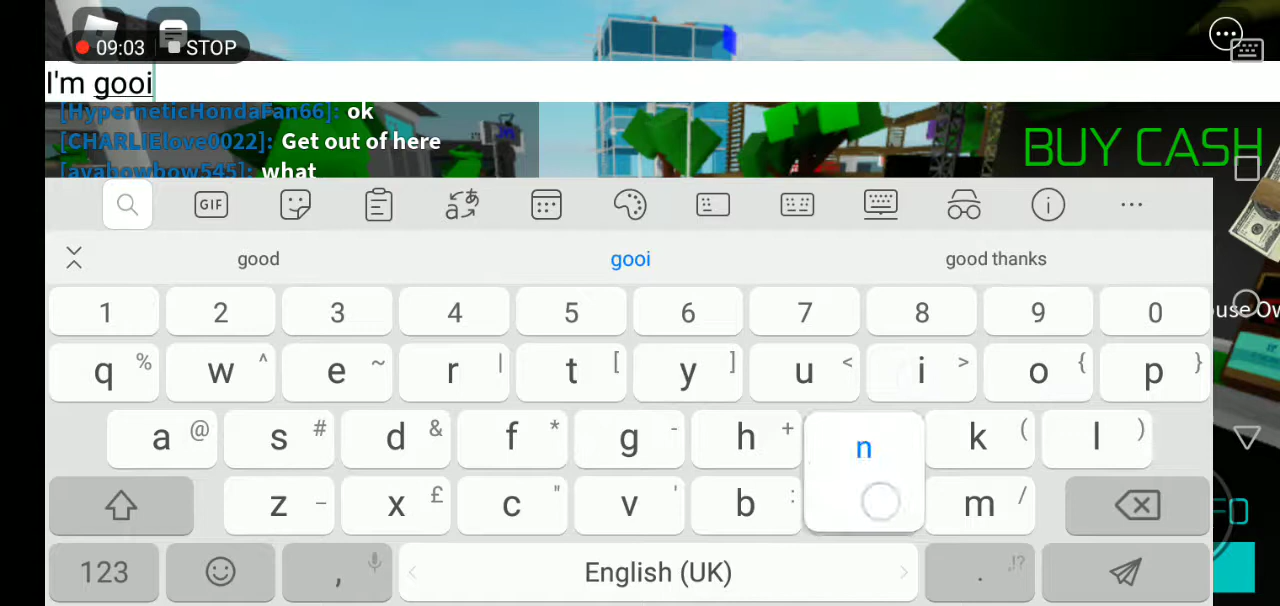 09:03 STOP
I'm gooi
[HyperneticHondaFan66]: ok
[CHARLIElove0022]: Get out of here
[avahowbow545]: what
BUY CASH
GIF
good gooi good thanks
1 2 3 4 5 6 7 8 9 0
q % w ^ e ~ r | t [ y ] u < i > o { p }
a @ s # d & f * g - h + n k ( l )
z _ x £ c " v ' b : m /
123 , English (UK) . ,!?